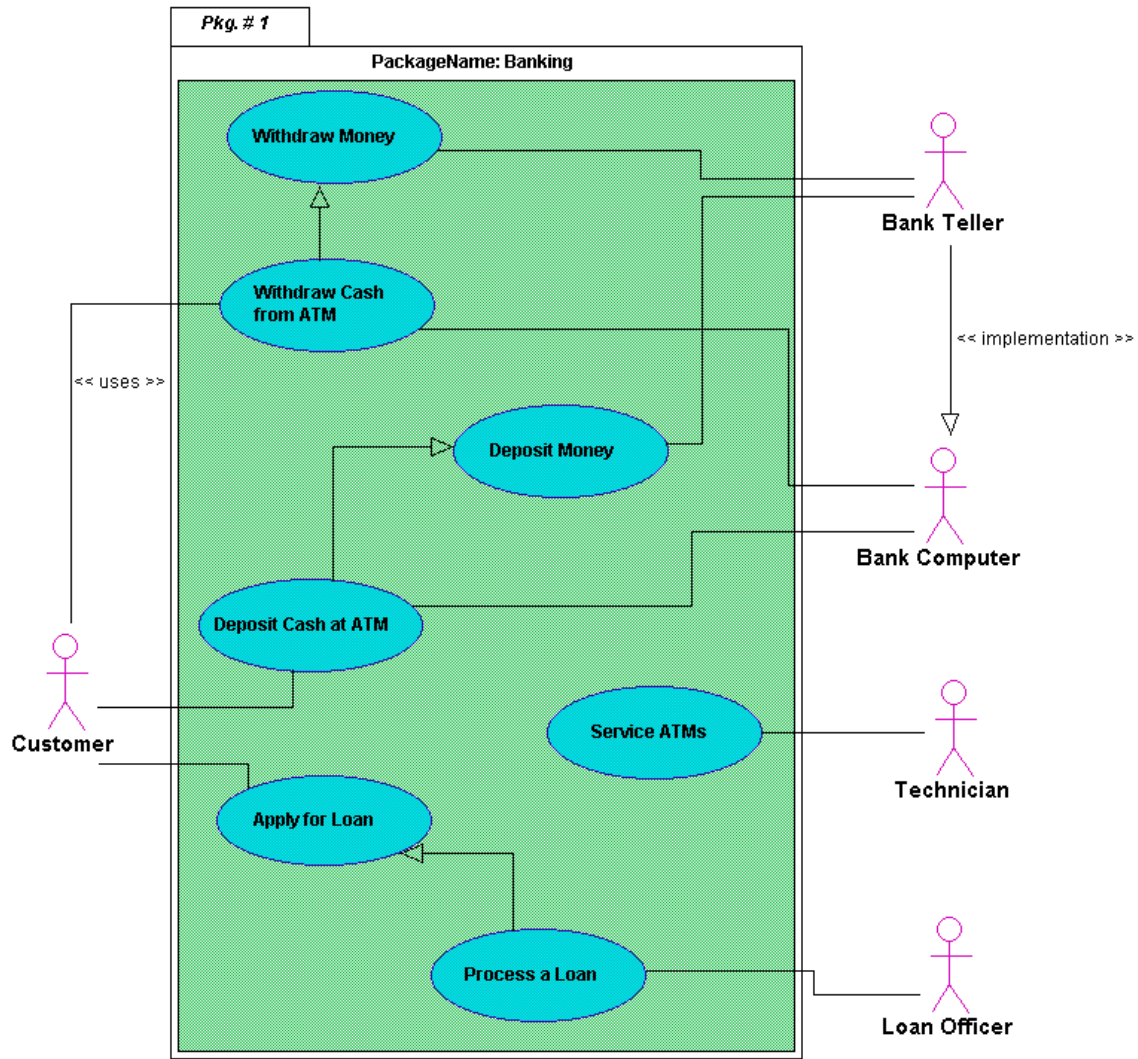 Pkg. # 1
PackageName: Banking
Withdraw Money
Bank Teller
Withdraw Cash
from ATM
<< implementation >>
<< uses >>
Deposit Money
Bank Computer
Deposit Cash at ATM
Service ATMs
Customer
Technician
Apply for Loan
Process a Loan
Loan Officer